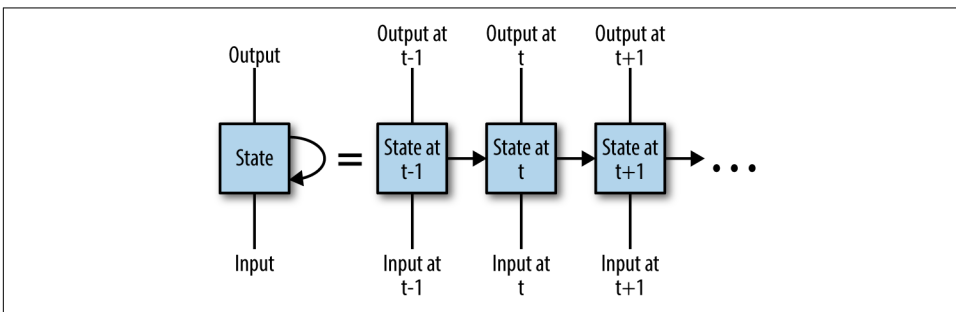 Output
State
Input
=
Output at
t-1
Output at
t
Output at
t+1
State at
t-1
State at
t
State at
t+1
...
Input at
t-1
Input at
t
Input at
t+1